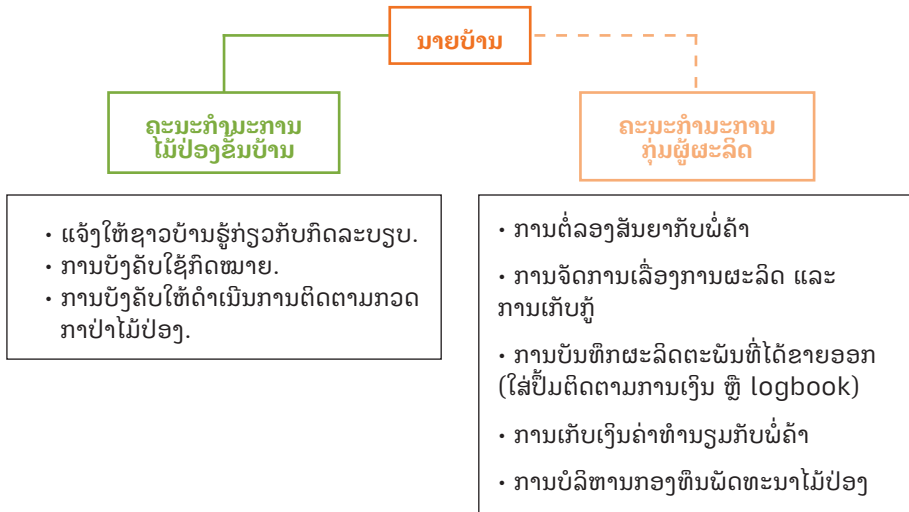 ນາຍບ້ານ
ຄະນະກຳມະການ
ໄມ້ປ່ອງຂັ້ນບ້ານ
ຄະນະກຳມະການ
ກຸ່ມຜູ້ຜະລິດ
• ແຈ້ງໃຫ້ຊາວບ້ານຮູ້ກ່ຽວກັບກົດລະບຽບ.
• ການບັງຄັບໃຊ້ກົດໝາຍ.
• ການບັງຄັບໃຫ້ດຳເນີນການຕິດຕາມກວດ
ກາປ່າໄມ້ປ່ອງ.
• ການຕໍ່ລອງສັນຍາກັບພໍ່ຄ້າ
• ການຈັດການເລື່ອງການຜະລິດ ແລະ
ການເກັບກູ້
• ການບັນທຶກຜະລິດຕະພັນທີ່ໄດ້ຂາຍອອກ
(ໃສ່ປຶ້ມຕິດຕາມການເງິນ ຫຼື logbook)
• ການເກັບເງິນຄ່າທຳນຽມກັບພໍ່ຄ້າ
• ການບໍລິຫານກອງທຶນພັດທະນາໄມ້ປ່ອງ